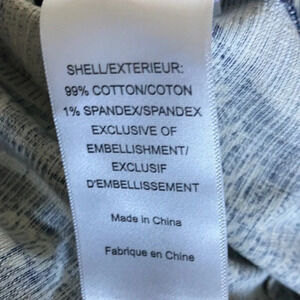 SHELL/EXTERIEUR:
99% COTTON/COTON
1% SPANDEX/SPANDEX
EXCLUSIVE OF
EMBELLISHMENT/
EXCLUSIF
D'EMBELLISSEMENT
Made in China
Fabrique en Chine